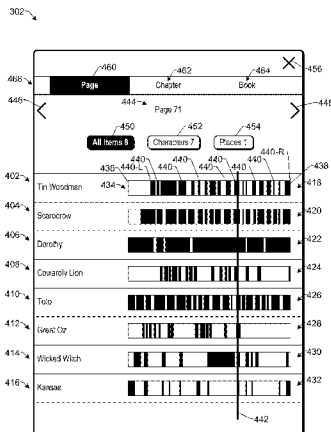 302
460 462 464
456
466 Page Chapter Book
446 444 Page 71 448
450 452 454
All Items 8 Characters 7 Places 1
440 440 440 440-R
402 436 440-L 440 440 440 438
Tin Woodman 434 418
404
Scarecrow 420
406
Dorothy 422
408
Cowardly Lion 424
410
Toto 426
412
Great Oz 428
414
Wicked Witch 430
416
Kansas 432
442